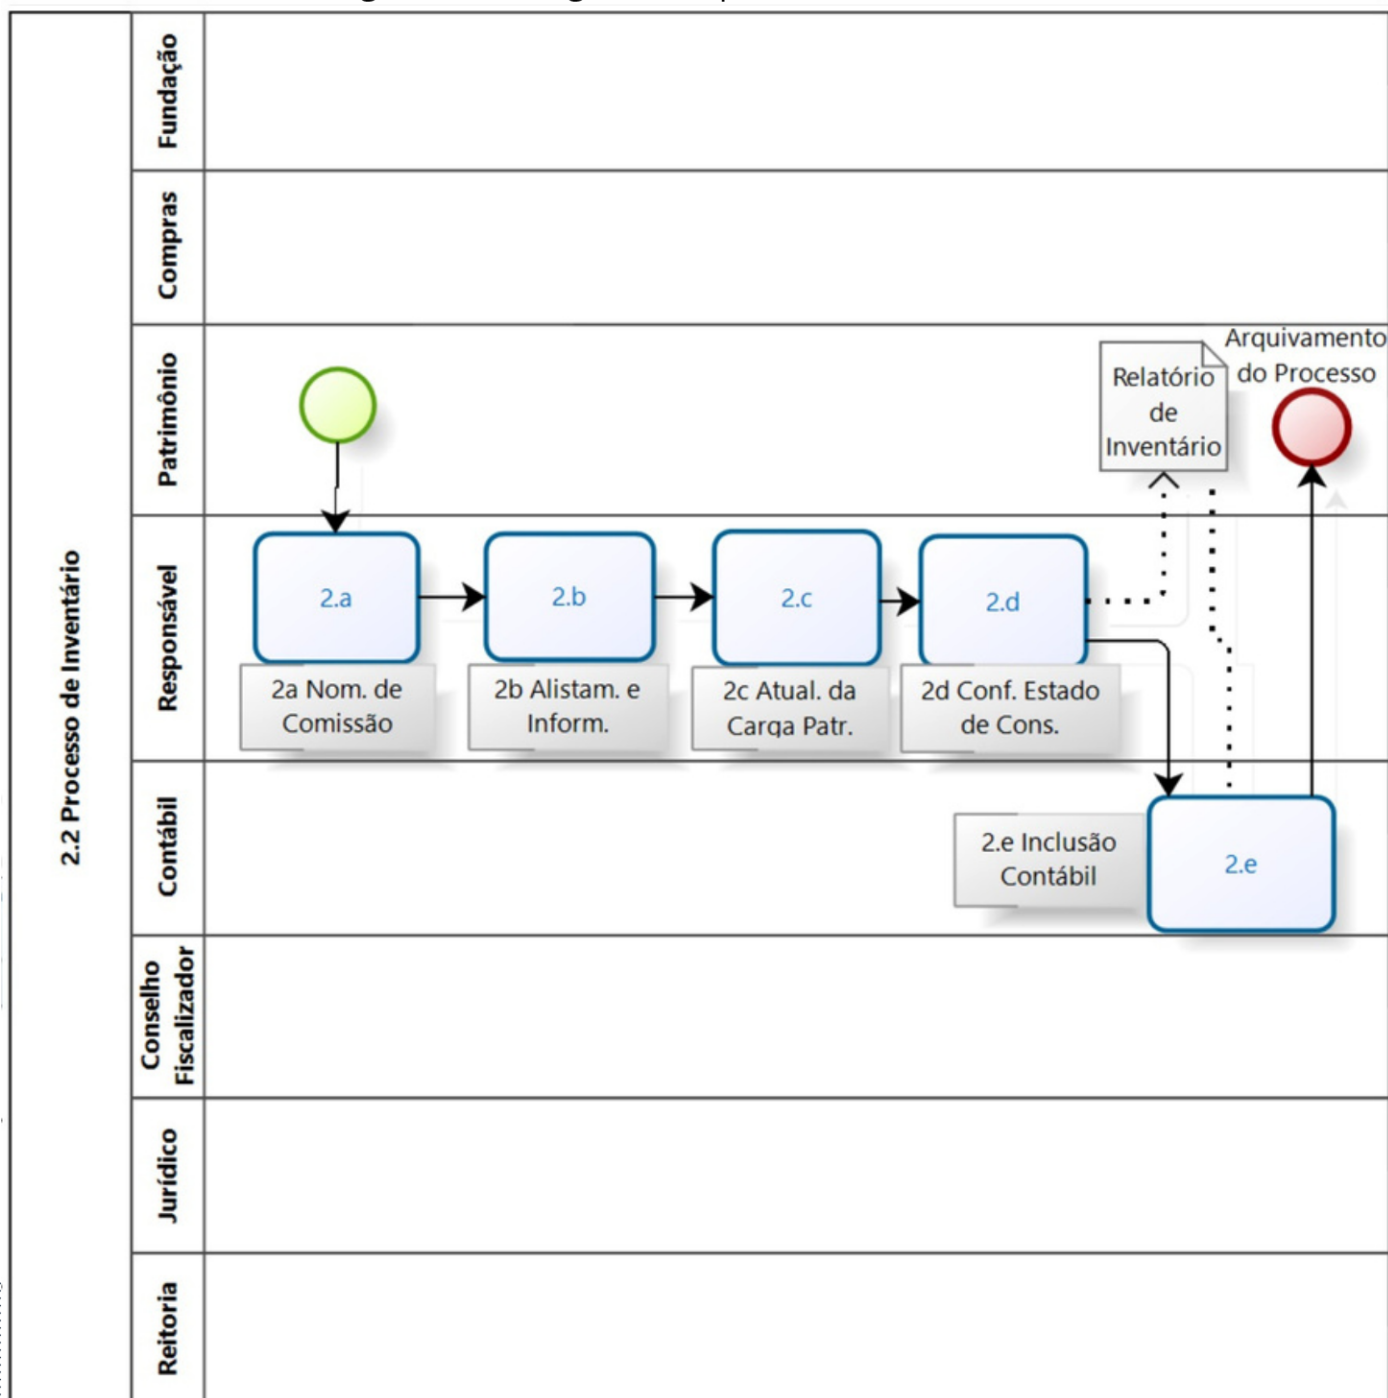 2.2 Processo de Inventário
Fundação
Compras
Patrimônio
Relatório
de
Inventário
Arquivamento
do Processo
Responsável
2.a
2.b
2.c
2.d
2a Nom. de
Comissão
2b Alistam. e
Inform.
2c Atual. da
Carga Patr.
2d Conf. Estado
de Cons.
Contábil
2.e Inclusão
Contábil
2.e
Conselho
Fiscalizador
Jurídico
Reitoria